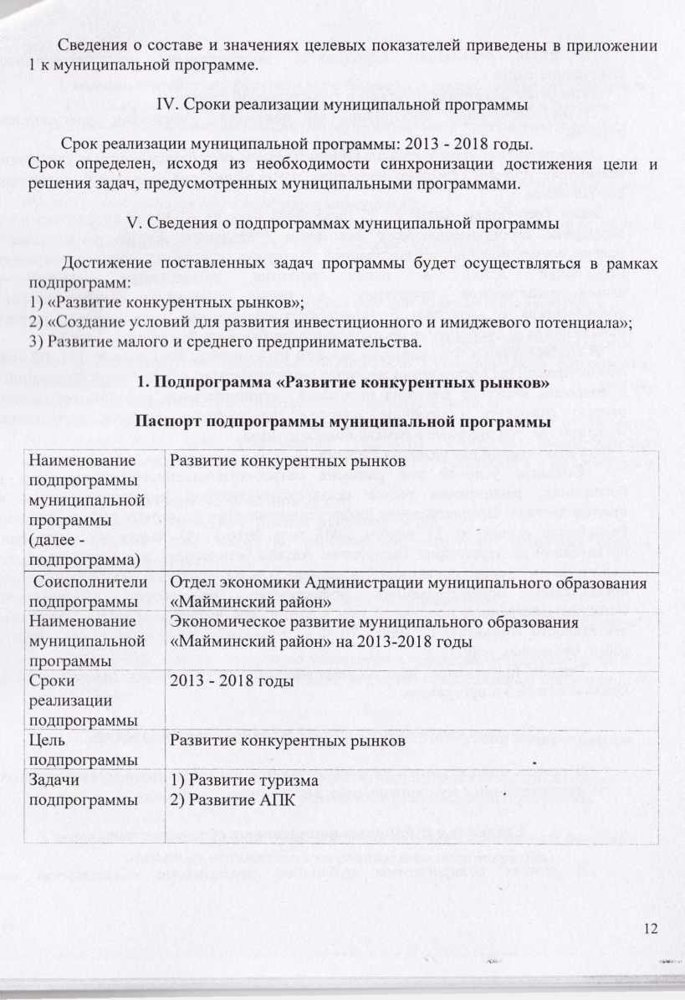 Сведения о составе и значениях целевых показателей приведены в приложении
1 к муниципальной программе.
IV. Сроки реализации муниципальной программы
Срок реализации муниципальной программы: 2013 - 2018 годы.
Срок определен, исходя из необходимости синхронизации достижения цели и
решения задач, предусмотренных муниципальными программами.
V. Сведения о подпрограммах муниципальной программы
Достижение поставленных задач программы будет осуществляться в рамках
подпрограмм:
1) «Развитие конкурентных рынков»;
2) «Создание условий для развития инвестиционного и имиджевого потенциала»;
3) Развитие малого и среднего предпринимательства.
1. Подпрограмма «Развитие конкурентных рынков»
Паспорт подпрограммы муниципальной программы
Наименование
подпрограммы
муниципальной
программы
(далее -
подпрограмма)
Развитие конкурентных рынков
Соисполнители
подпрограммы
Отдел экономики Администрации муниципального образования
«Майминский район»
Наименование
муниципальной
программы
Экономическое развитие муниципального образования
«Майминский район» на 2013-2018 годы
Сроки
реализации
подпрограммы
2013 - 2018 годы
Цель
подпрограммы
Развитие конкурентных рынков
Задачи
подпрограммы
1) Развитие туризма
2) Развитие АПК
12